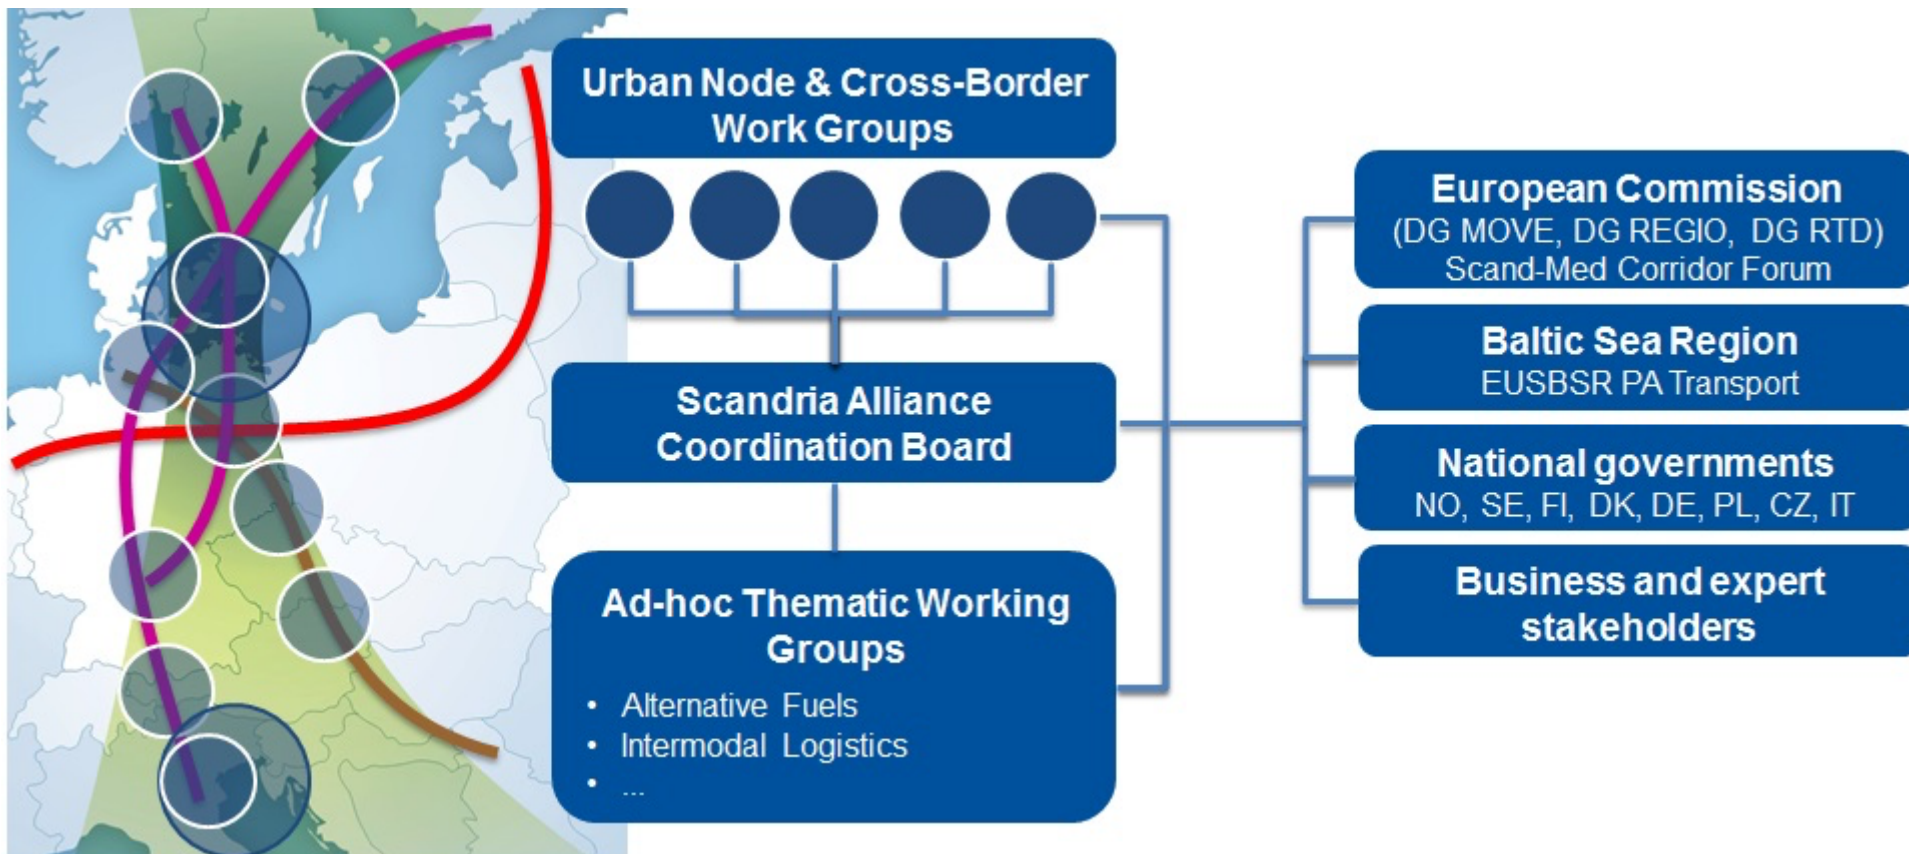 Urban Node & Cross-Border
Work Groups
Scandria Alliance
Coordination Board
Ad-hoc Thematic Working
Groups
• Alternative Fuels
• Intermodal Logistics
• ...
European Commission
(DG MOVE, DG REGIO, DG RTD)
Scand-Med Corridor Forum
Baltic Sea Region
EUSBSR PA Transport
National governments
NO, SE, FI, DK, DE, PL, CZ, IT
Business and expert
stakeholders